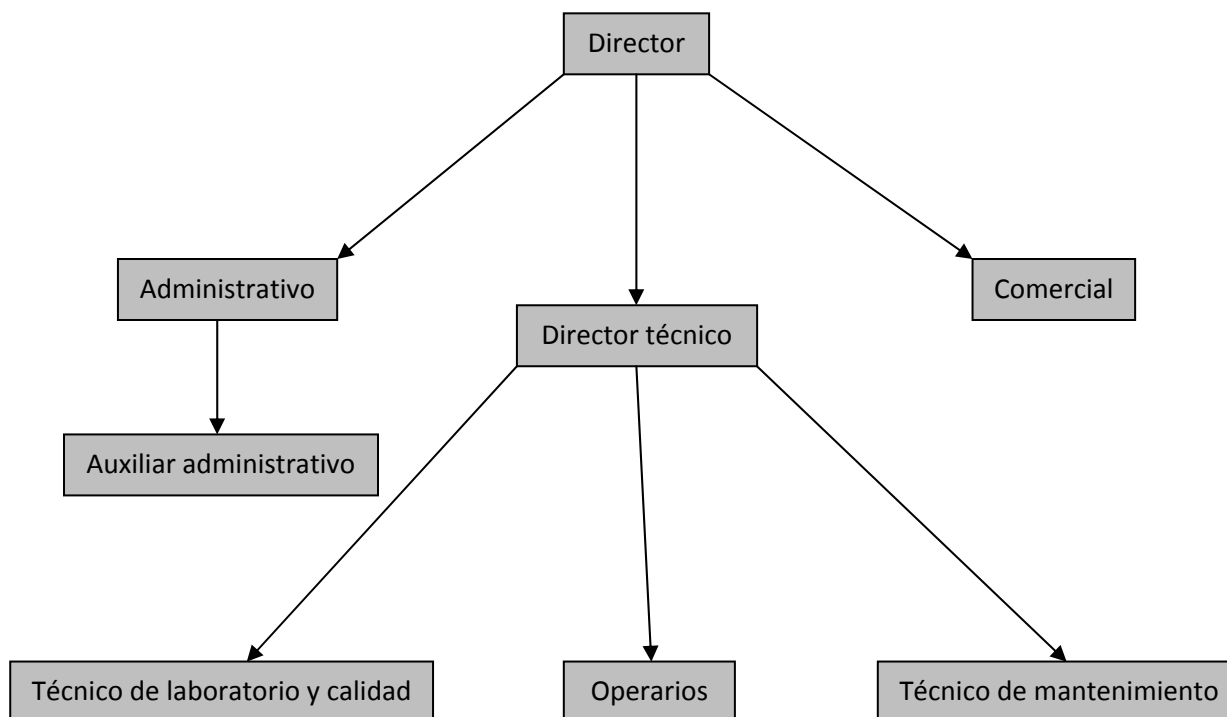 Director
Administrativo
Comercial
Director técnico
Auxiliar administrativo
Técnico de laboratorio y calidad
Operarios
Técnico de mantenimiento